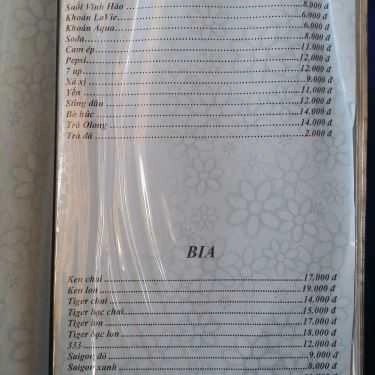 Suối Vĩnh Hảo 8.000 đ
Khoán LaVie 6.000 đ
Khoán Aqua 6.000 đ
Soda 8.000 đ
Cam ép 11.000 đ
Pepsi 12.000 đ
7 up 12.000 đ
Sá xị 9.000 đ
Yến 11.000 đ
Sting dâu 12.000 đ
Bò húc 14.000 đ
Trà Olong 14.000 đ
Trà đá 2.000 đ
BIA
Ken chai 17.000 đ
Ken lon 19.000 đ
Tiger chai 14.000 đ
Tiger bạc chai 15.000 đ
Tiger lon 17.000 đ
Tiger bạc lon 18.000 đ
333 12.000 đ
Saigon đỏ 9.000 đ
Saigon xanh 8.000 đ